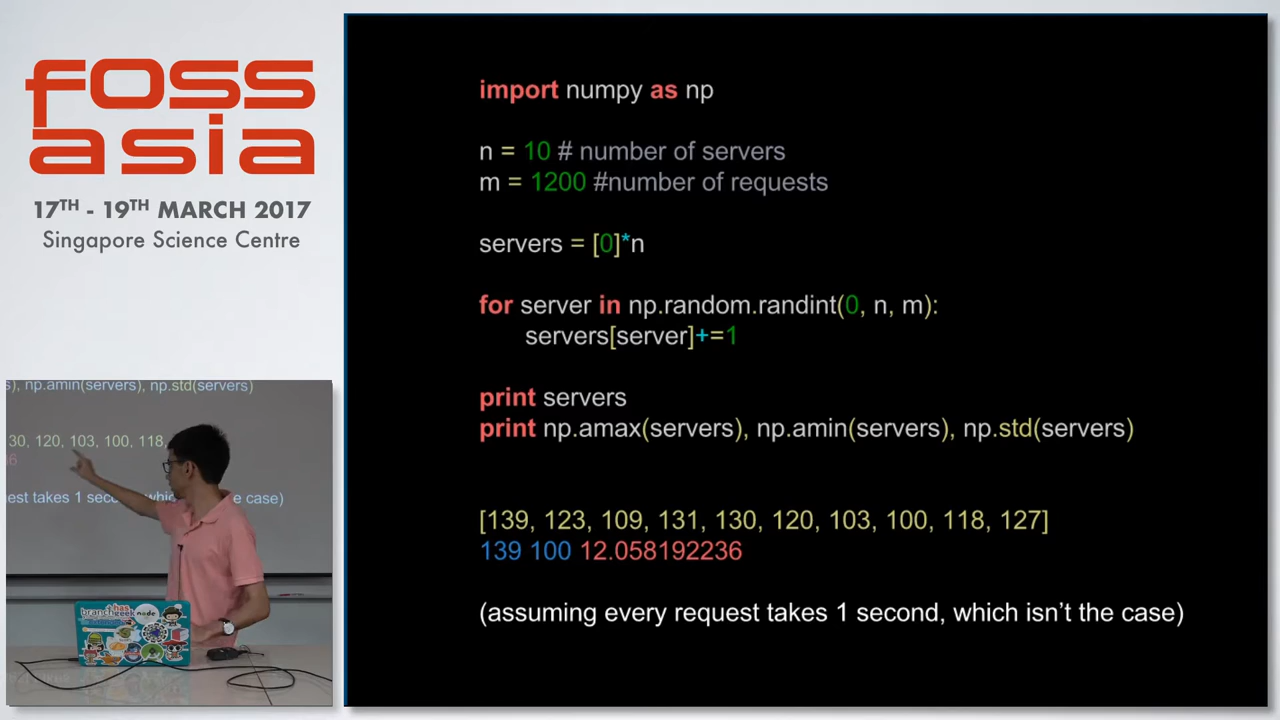 foss
asia
17TH - 19TH MARCH 2017
Singapore Science Centre
import numpy as np
n = 10 # number of servers
m = 1200 #number of requests
servers = [0]*n
for server in np.random.randint(0, n, m):
servers[server]+=1
print servers
print np.amax(servers), np.amin(servers), np.std(servers)
[139, 123, 109, 131, 130, 120, 103, 100, 118, 127]
139 100 12.058192236
(assuming every request takes 1 second, which isn't the case)
s), np.amin(servers), np.std(servers)
30, 120, 103, 100, 118,
est takes 1 sec
e case)